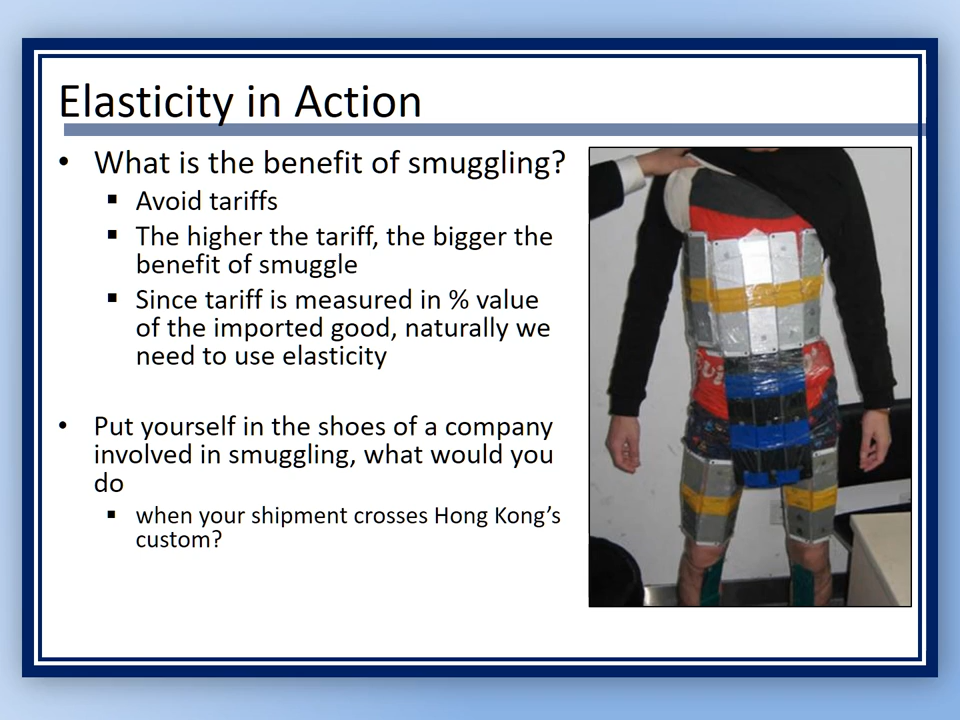 Elasticity in Action
• What is the benefit of smuggling?
▪ Avoid tariffs
▪ The higher the tariff, the bigger the
benefit of smuggle
▪ Since tariff is measured in % value
of the imported good, naturally we
need to use elasticity
• Put yourself in the shoes of a company
involved in smuggling, what would you
do
▪ when your shipment crosses Hong Kong’s
custom?